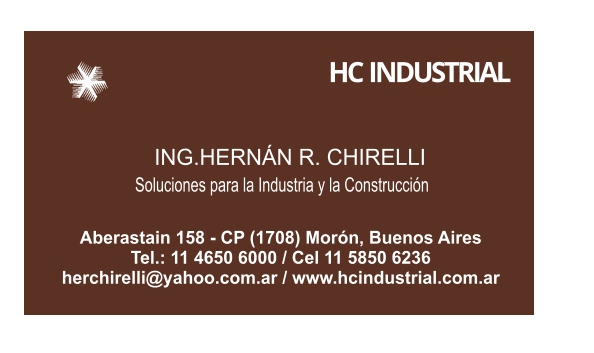 HC INDUSTRIAL
ING.HERNÁN R. CHIRELLI
Soluciones para la Industria y la Construcción
Aberastain 158 - CP (1708) Morón, Buenos Aires
Tel.: 11 4650 6000 / Cel 11 5850 6236
herchirelli@yahoo.com.ar / www.hcindustrial.com.ar